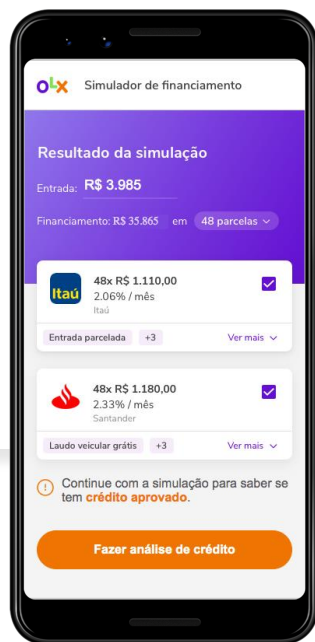 OLX Simulador de financiamento
Resultado da simulação
Entrada: R$ 3.985
Financiamento: R$ 35.865 em 48 parcelas
Itaú
48x R$ 1.110,00
2.06% / mês
Itaú
Entrada parcelada +3 Ver mais
48x R$ 1.180,00
2.33% / mês
Santander
Laudo veicular grátis +3 Ver mais
Continue com a simulação para saber se
tem crédito aprovado.
Fazer análise de crédito